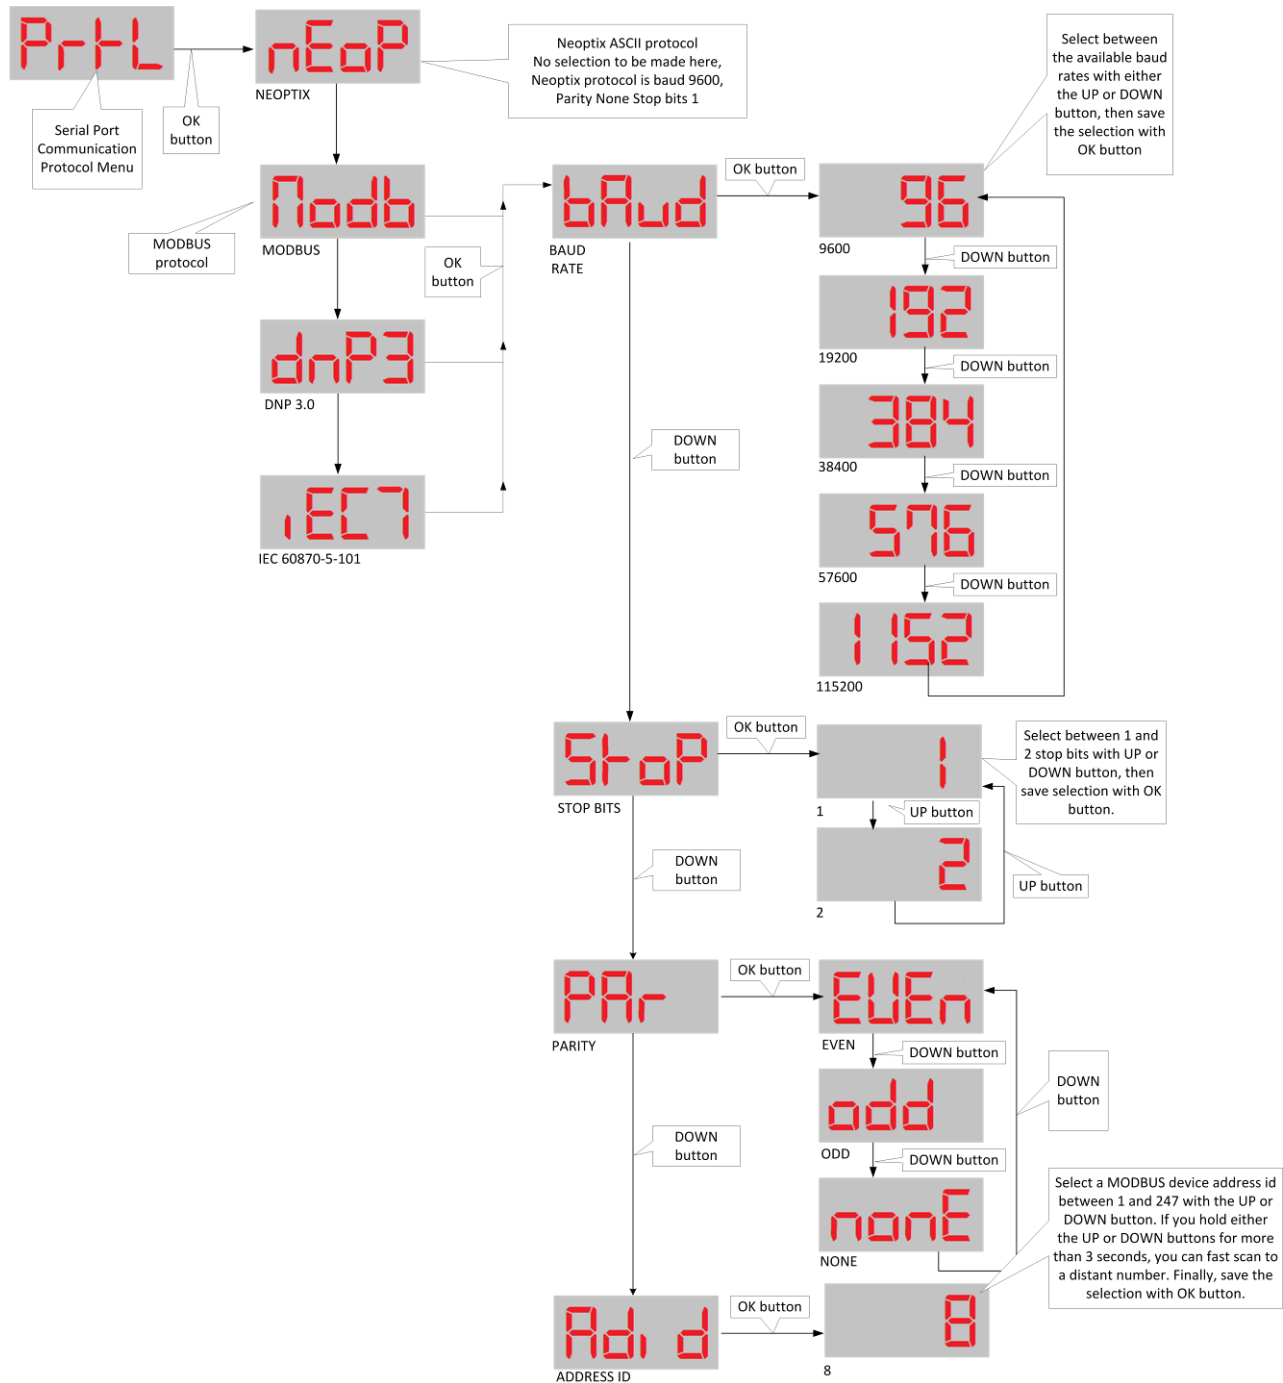 PrtL
Serial Port
Communication
Protocol Menu
OK
button
nEoP
NEOPTIX
Neoptix ASCII protocol
No selection to be made here,
Neoptix protocol is baud 9600,
Parity None Stop bits 1
Modb
MODBUS
MODBUS
protocol
dnP3
DNP 3.0
iEC7
IEC 60870-5-101
OK
button
bAud
BAUD
RATE
OK button
Select between
the available baud
rates with either
the UP or DOWN
button, then save
the selection with
OK button
96
9600
DOWN button
192
19200
DOWN button
384
38400
DOWN button
576
57600
DOWN button
1152
115200
DOWN
button
StoP
STOP BITS
OK button
1
1
Select between 1 and
2 stop bits with UP or
DOWN button, then
save selection with OK
button.
UP button
2
2
UP button
DOWN
button
PAr
PARITY
OK button
EVEn
EVEN
DOWN button
odd
ODD
DOWN button
nonE
NONE
DOWN
button
DOWN
button
Adi d
ADDRESS ID
OK button
8
8
Select a MODBUS device address id
between 1 and 247 with the UP or
DOWN button. If you hold either
the UP or DOWN buttons for more
than 3 seconds, you can fast scan to
a distant number. Finally, save the
selection with OK button.